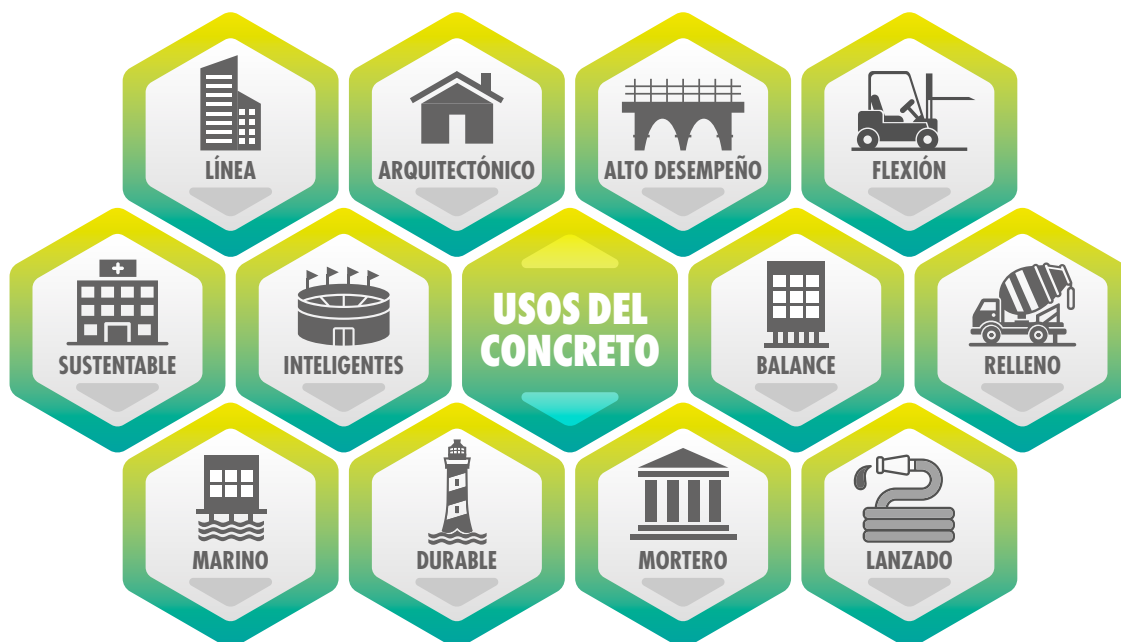 LÍNEA
ARQUITECTÓNICO
ALTO DESEMPEÑO
FLEXIÓN
SUSTENTABLE
INTELIGENTES
USOS DEL
CONCRETO
BALANCE
RELLENO
MARINO
DURABLE
MORTERO
LANZADO